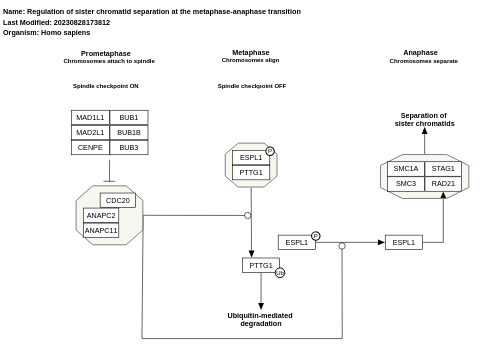 Name: Regulation of sister chromatid separation at the metaphase-anaphase transition
Last Modified: 20230828173812
Organism: Homo sapiens
Prometaphase
Chromosomes attach to spindle
Metaphase
Chromosomes align
Anaphase
Chromosomes separate
Spindle checkpoint ON
Spindle checkpoint OFF
MAD1L1 BUB1
MAD2L1 BUB1B
CENPE BUB3
CDC20
ANAPC2
ANAPC11
P
ESPL1
PTTG1
Separation of
sister chromatids
SMC1A STAG1
SMC3 RAD21
P
ESPL1
ESPL1
PTTG1
Ub
Ubiquitin-mediated
degradation